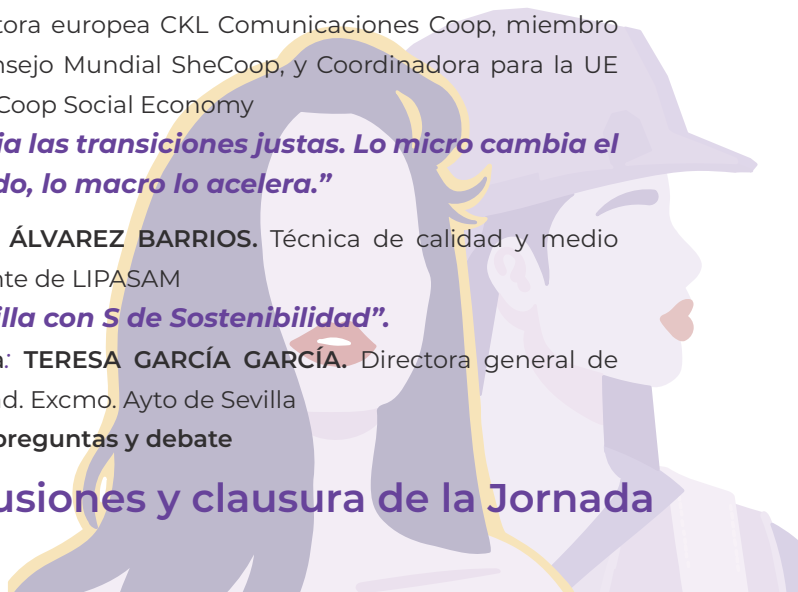 tora europea CKL Comunicaciones Coop, miembro
nsejo Mundial SheCoop, y Coordinadora para la UE
Coop Social Economy
ia las transiciones justas. Lo micro cambia el
do, lo macro lo acelera.”
ÁLVAREZ BARRIOS. Técnica de calidad y medio
nte de LIPASAM
illa con S de Sostenibilidad”.
a: TERESA GARCÍA GARCÍA. Directora general de
ad. Excmo. Ayto de Sevilla
preguntas y debate
usiones y clausura de la Jornada